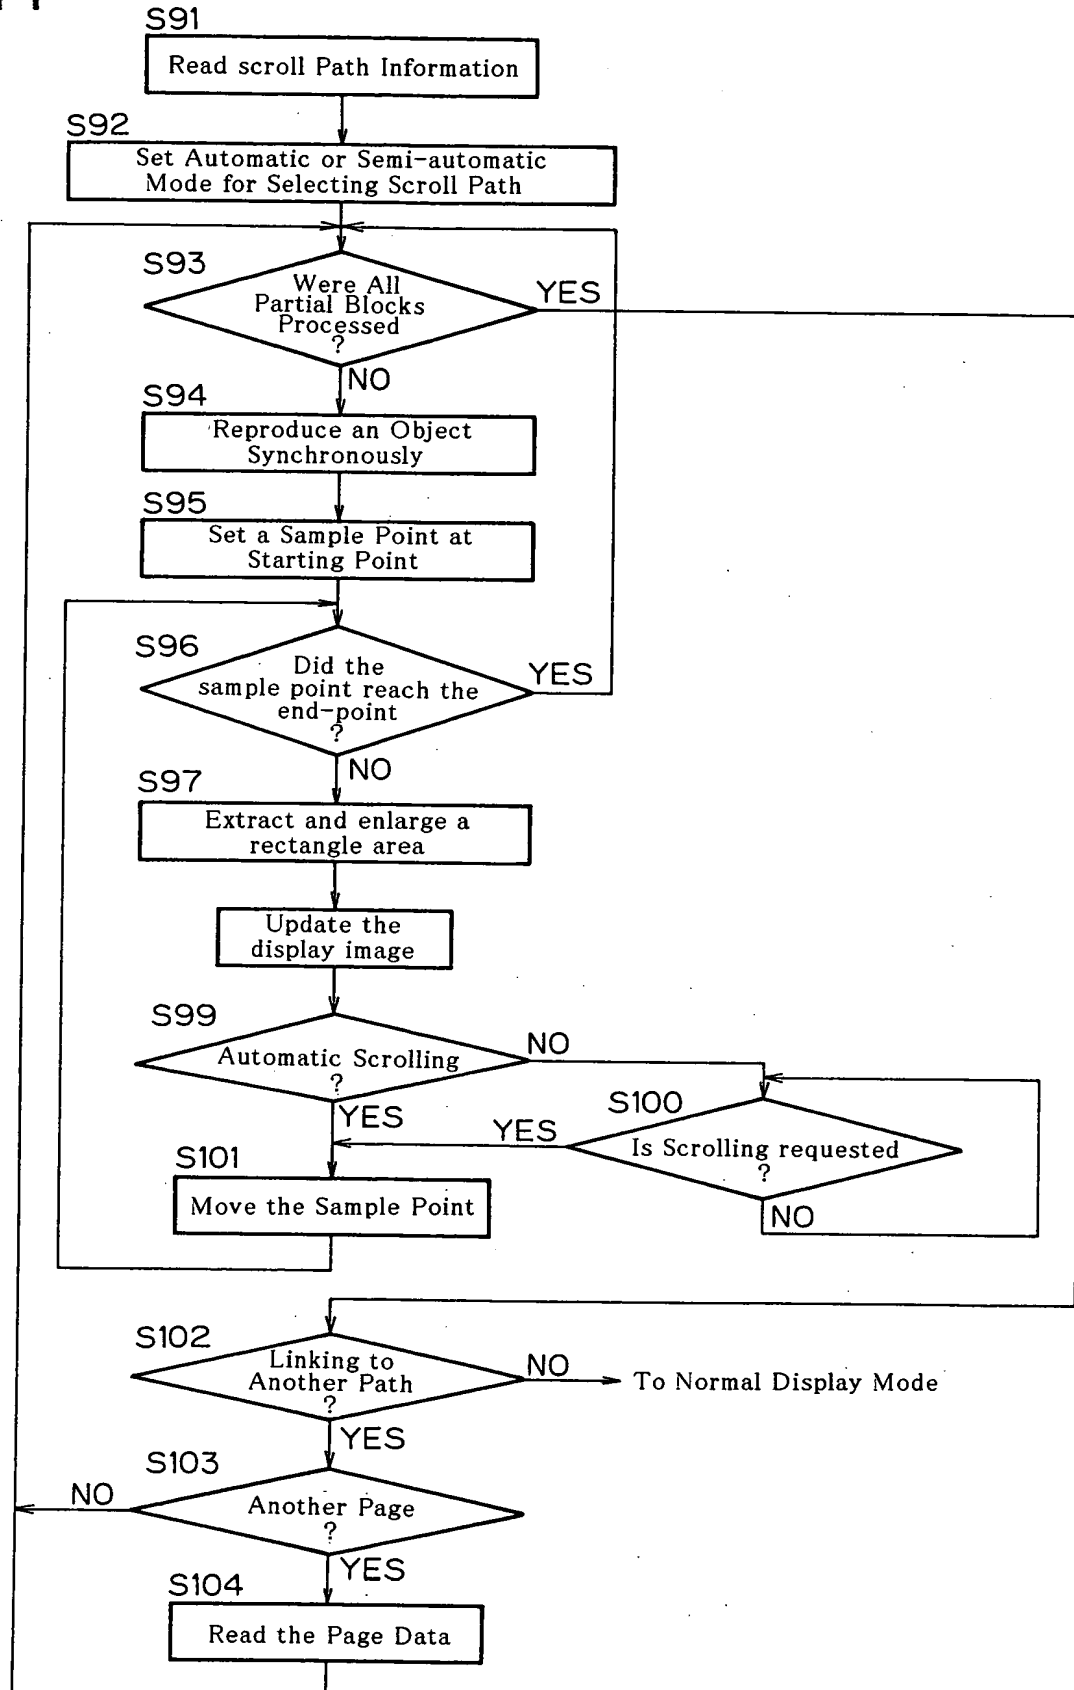 S91
Read scroll Path Information
S92
Set Automatic or Semi-automatic
Mode for Selecting Scroll Path
S93
Were All
Partial Blocks
Processed
?
YES
NO
S94
Reproduce an Object
Synchronously
S95
Set a Sample Point at
Starting Point
S96
Did the
sample point reach the
end-point
?
YES
NO
S97
Extract and enlarge a
rectangle area
Update the
display image
S99
Automatic Scrolling
?
NO
YES
S100
Is Scrolling requested
?
YES
NO
S101
Move the Sample Point
S102
Linking to
Another Path
?
NO
To Normal Display Mode
YES
S103
Another Page
?
NO
YES
S104
Read the Page Data